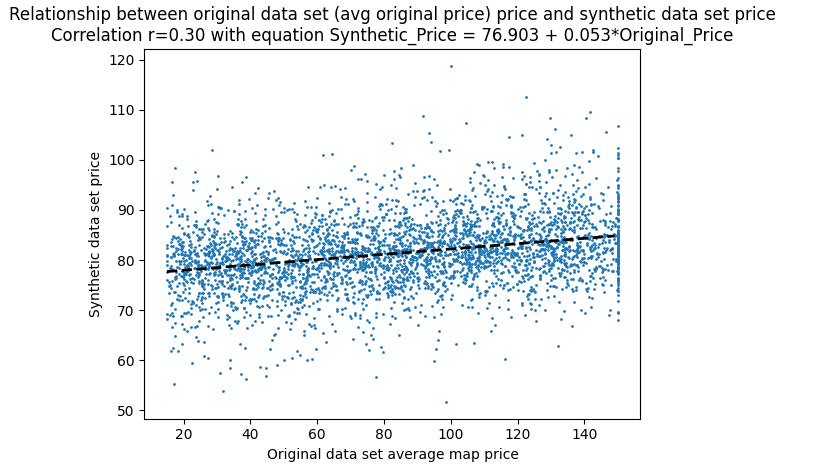 Relationship between original data set (avg original price) price and synthetic data set price
Correlation r=0.30 with equation Synthetic_Price = 76.903 + 0.053*Original_Price
120
110
100
90
80
70
60
50
Synthetic data set price
20 40 60 80 100 120 140
Original data set average map price